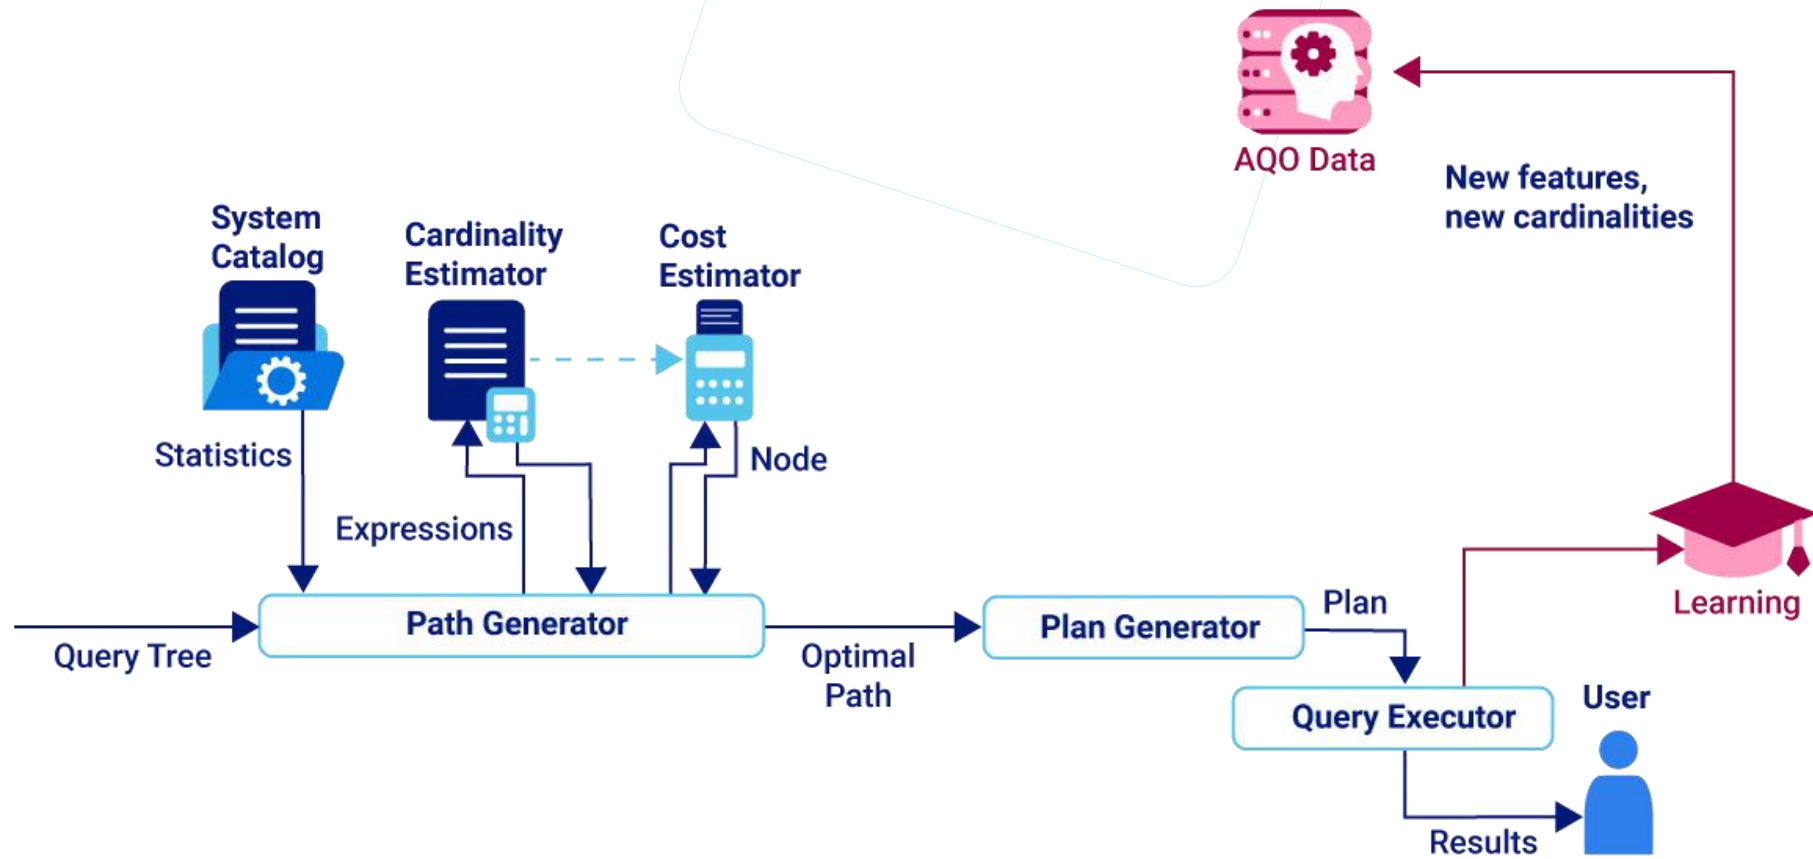 AQO Data
New features,
new cardinalities
System
Catalog
Cardinality
Estimator
Cost
Estimator
Statistics
Node
Expressions
Query Tree
Path Generator
Optimal
Path
Plan Generator
Plan
Learning
Query Executor
User
Results